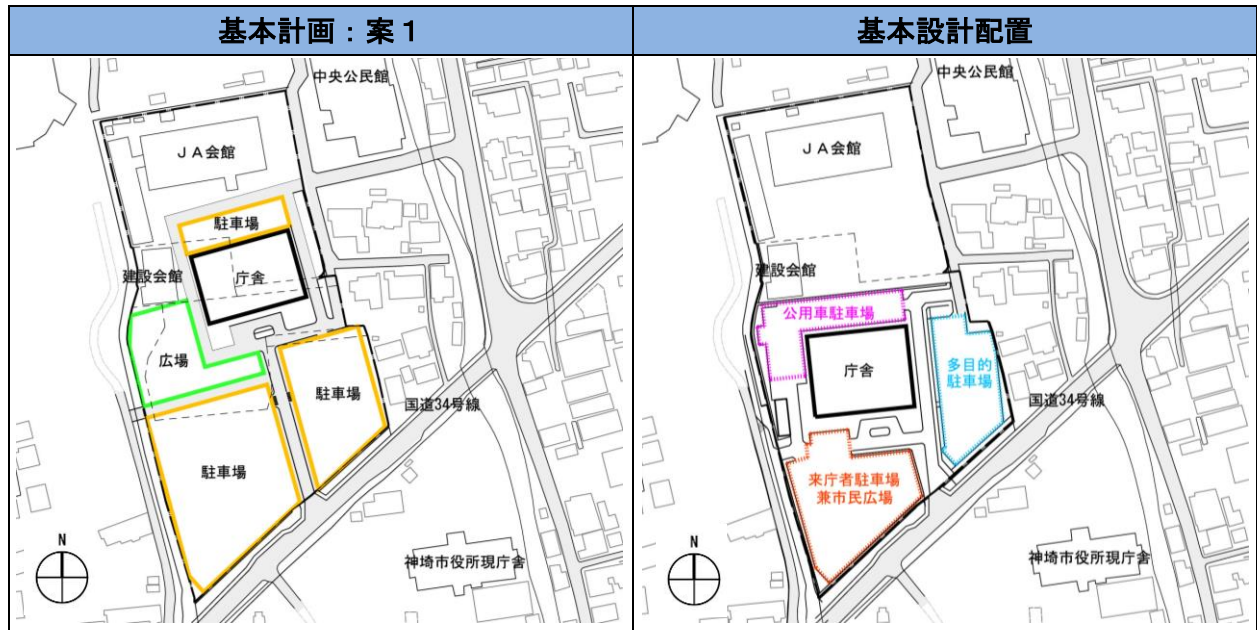 基本計画：案１
基本設計配置
中央公民館
ＪＡ会館
駐車場
建設会館
庁舎
広場
駐車場
国道34号線
駐車場
N
神埼市役所現庁舎
中央公民館
ＪＡ会館
建設会館
公用車駐車場
庁舎
多目的
駐車場
国道34号線
来庁者駐車場
兼市民広場
N
神埼市役所現庁舎